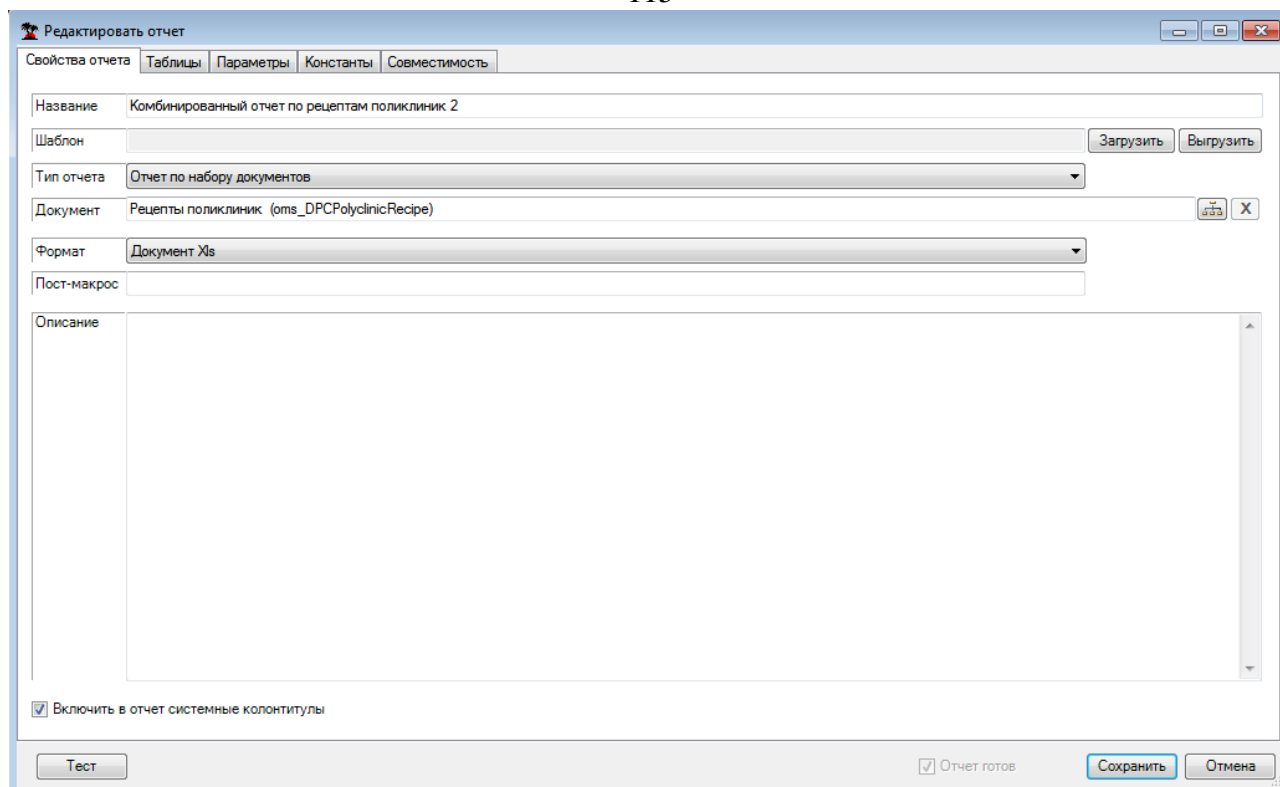 Редактировать отчет
Свойства отчета Таблицы Параметры Константы Совместимость
Название Комбинированный отчет по рецептам поликлиник 2
Шаблон Загрузить Выгрузить
Тип отчета Отчет по набору документов
Документ Рецепты поликлиник (oms_DPCPolyclinicRecipe) X
Формат Документ Xls
Пост-макрос
Описание
Включить в отчет системные колонтитулы
Тест Отчет готов Сохранить Отмена